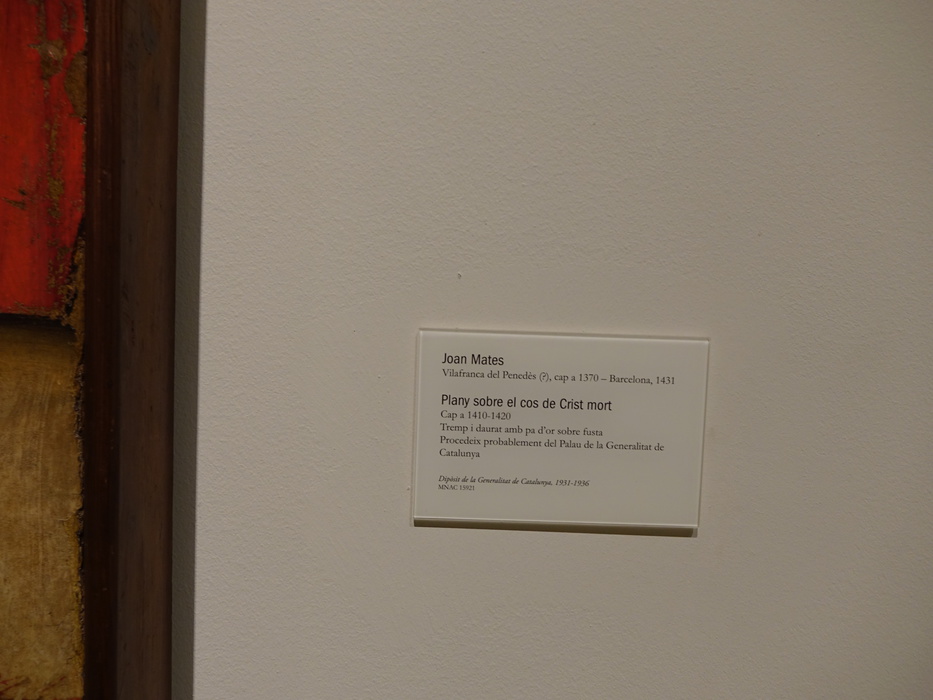 Joan Mates
Vilafranca del Penedès (?), cap a 1370 – Barcelona, 1431
Plany sobre el cos de Crist mort
Cap a 1410-1420
Tremp i daurat amb pa d'or sobre fusta
Procedeix probablement del Palau de la Generalitat de
Catalunya
Dipòsit de la Generalitat de Catalunya, 1931-1936
MNAC 15921